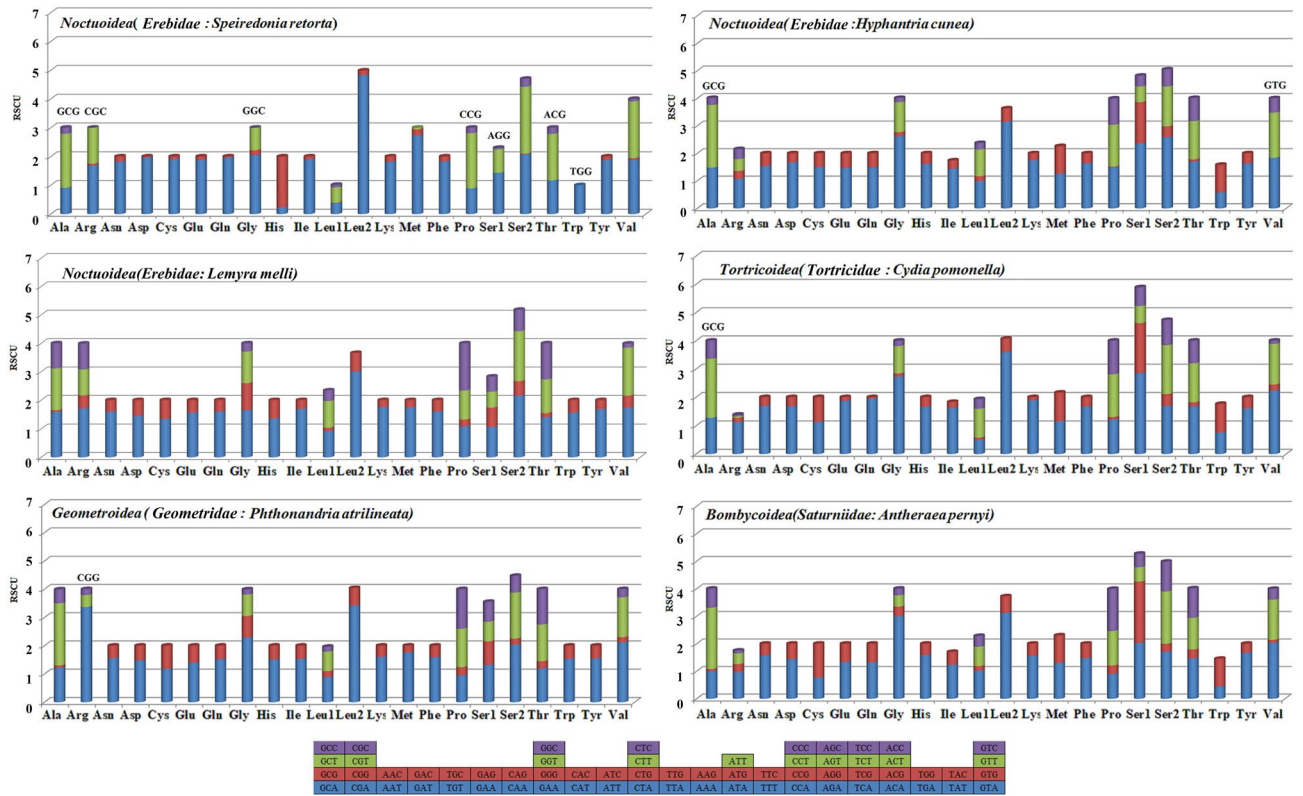 Noctuoidea( Erebidae : Speiredonia retorta)
7
6
5
4
3
2
1
0
RSCU
GCG CGC GGC CCG AGG ACG TGG
Ala Arg Asn Asp Cys Glu Gln Gly His Ile Leu1 Leu2 Lys Met Phe Pro Ser1 Ser2 Thr Trp Tyr Val
Noctuoidea( Erebidae :Hyphantria cunea)
7
6
5
4
3
2
1
0
RSCU
GCG GTG
Ala Arg Asn Asp Cys Glu Gln Gly His Ile Leu1 Leu2 Lys Met Phe Pro Ser1 Ser2 Thr Trp Tyr Val
Noctuoidea(Erebidae: Lemyra melli)
7
6
5
4
3
2
1
0
RSCU
Ala Arg Asn Asp Cys Glu Gln Gly His Ile Leu1 Leu2 Lys Met Phe Pro Ser1 Ser2 Thr Trp Tyr Val
Tortricoidea( Tortricidae : Cydia pomonella)
7
6
5
4
3
2
1
0
RSCU
GCG
Ala Arg Asn Asp Cys Glu Gln Gly His Ile Leu1 Leu2 Lys Met Phe Pro Ser1 Ser2 Thr Trp Tyr Val
Geometroidea ( Geometridae : Phthonandria atrilineata)
7
6
5
4
3
2
1
0
RSCU
CGG
Ala Arg Asn Asp Cys Glu Gln Gly His Ile Leu1 Leu2 Lys Met Phe Pro Ser1 Ser2 Thr Trp Tyr Val
Bombycoidea(Saturniidae: Antheraea pernyi)
7
6
5
4
3
2
1
0
RSCU
Ala Arg Asn Asp Cys Glu Gln Gly His Ile Leu1 Leu2 Lys Met Phe Pro Ser1 Ser2 Thr Trp Tyr Val
GCC CGC GGC CTC CCC AGC TCC ACC GTC
GCT CGT GGT CTT ATT CCT AGT TCT ACT GTT
GCG CGG AAC GAC TGC GAG CAG GGG CAC ATC CTG TTG AAG ATG TTC CCG AGG TCG ACG TGG TAC GTG
GCA CGA AAT GAT TGT GAA CAA GAA CAT ATT CTA TTA AAA ATA TTT CCA AGA TCA ACA TGA TAT GTA